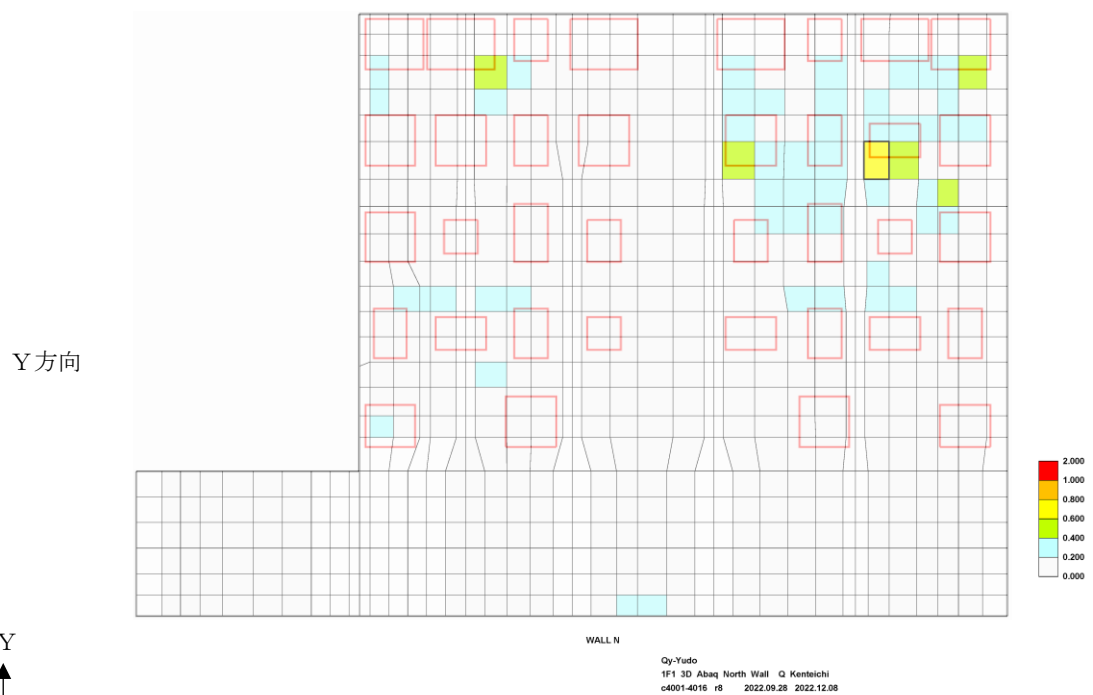 Y方向
2.000
1.000
0.800
0.600
0.400
0.200
0.000
Y
WALL N
Qy-Yudo
1F1 3D Abaq North Wall Q Kenteichi
c4001-4016 r8 2022.09.28 2022.12.08